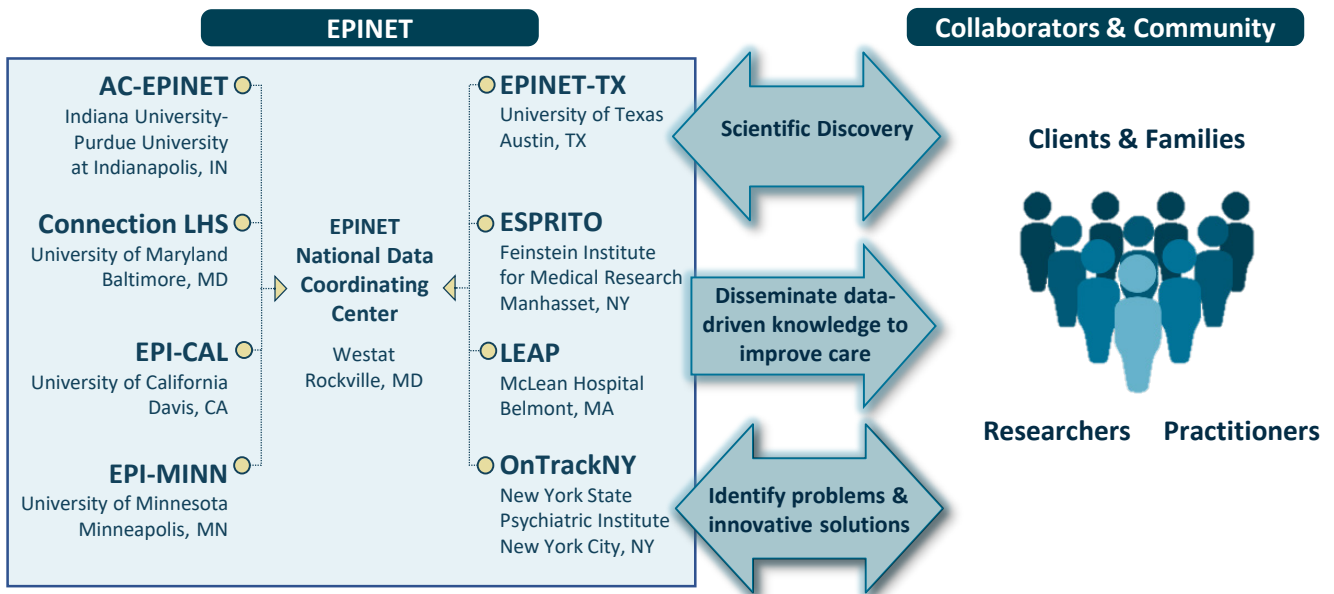 EPINET
Collaborators & Community
AC-EPINET
Indiana University-
Purdue University
at Indianapolis, IN
Connection LHS
University of Maryland
Baltimore, MD
EPI-CAL
University of California
Davis, CA
EPI-MINN
University of Minnesota
Minneapolis, MN
EPINET
National Data
Coordinating
Center
Westat
Rockville, MD
EPINET-TX
University of Texas
Austin, TX
ESPRITO
Feinstein Institute
for Medical Research
Manhasset, NY
LEAP
McLean Hospital
Belmont, MA
OnTrackNY
New York State
Psychiatric Institute
New York City, NY
Scientific Discovery
Disseminate data-
driven knowledge to
improve care
Identify problems &
innovative solutions
Clients & Families
Researchers Practitioners